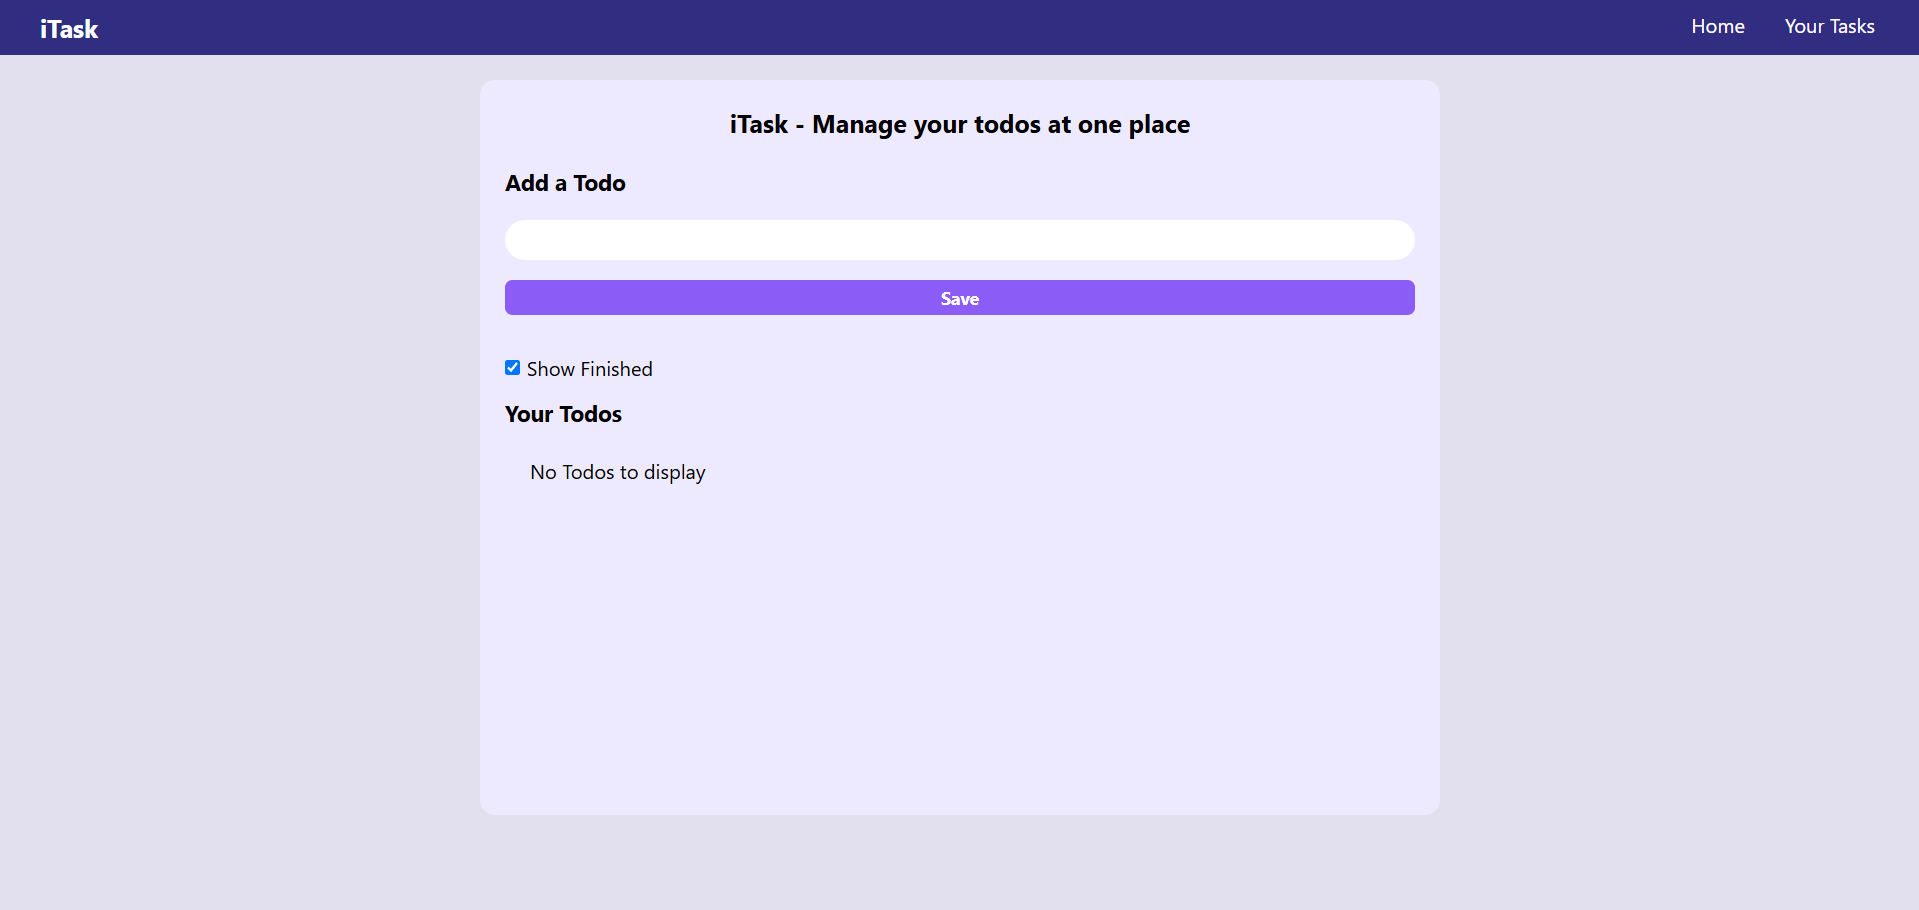 iTask
Home Your Tasks
iTask - Manage your todos at one place
Add a Todo
Save
Show Finished
Your Todos
No Todos to display